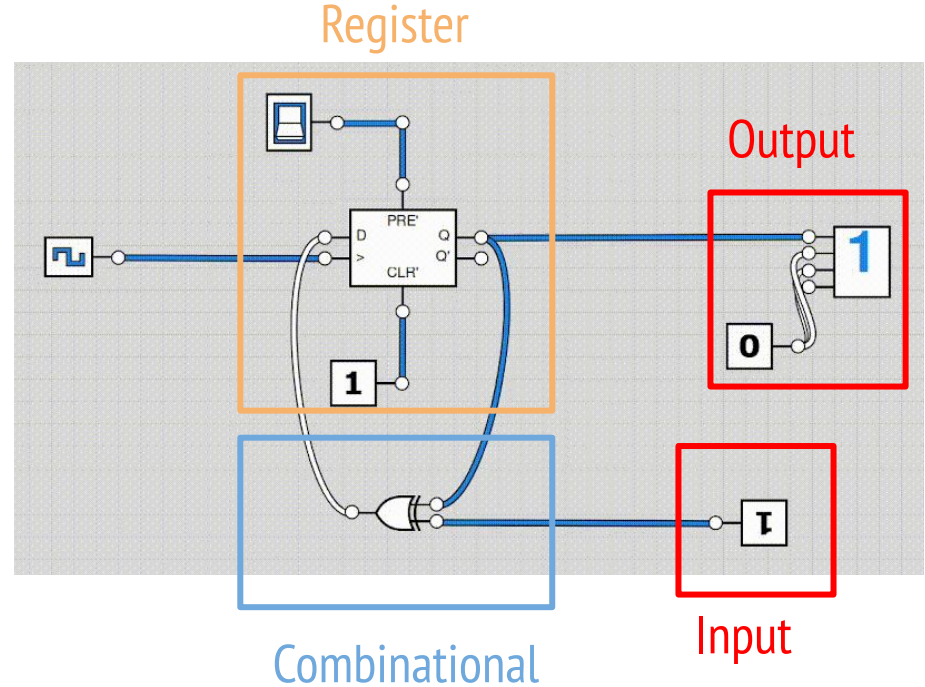 Register
Output
PRE'
D
Q
>
Q'
CLR'
1
0
1
1
Input
Combinational